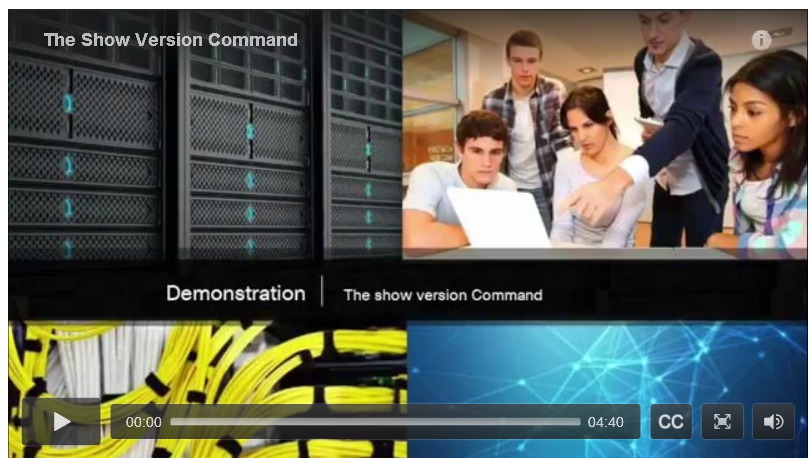 The Show Version Command
i
Demonstration | The show version Command
00:00 04:40 CC